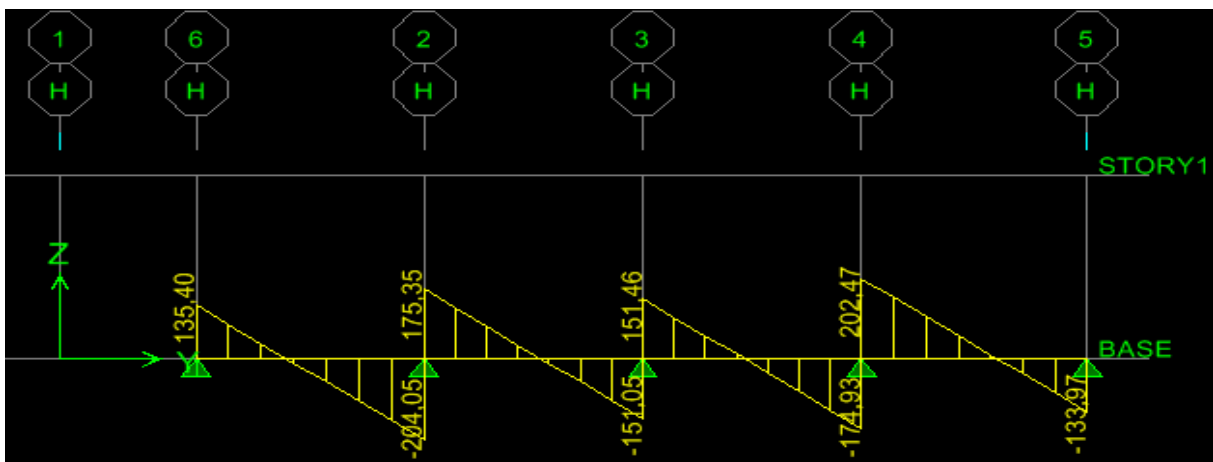 1 6 2 3 4 5
H H H H H H
STORY1
Z
135,40 175,35 151,46 202,47
Y
BASE
-204,05 -151,05 -174,93 -133,97